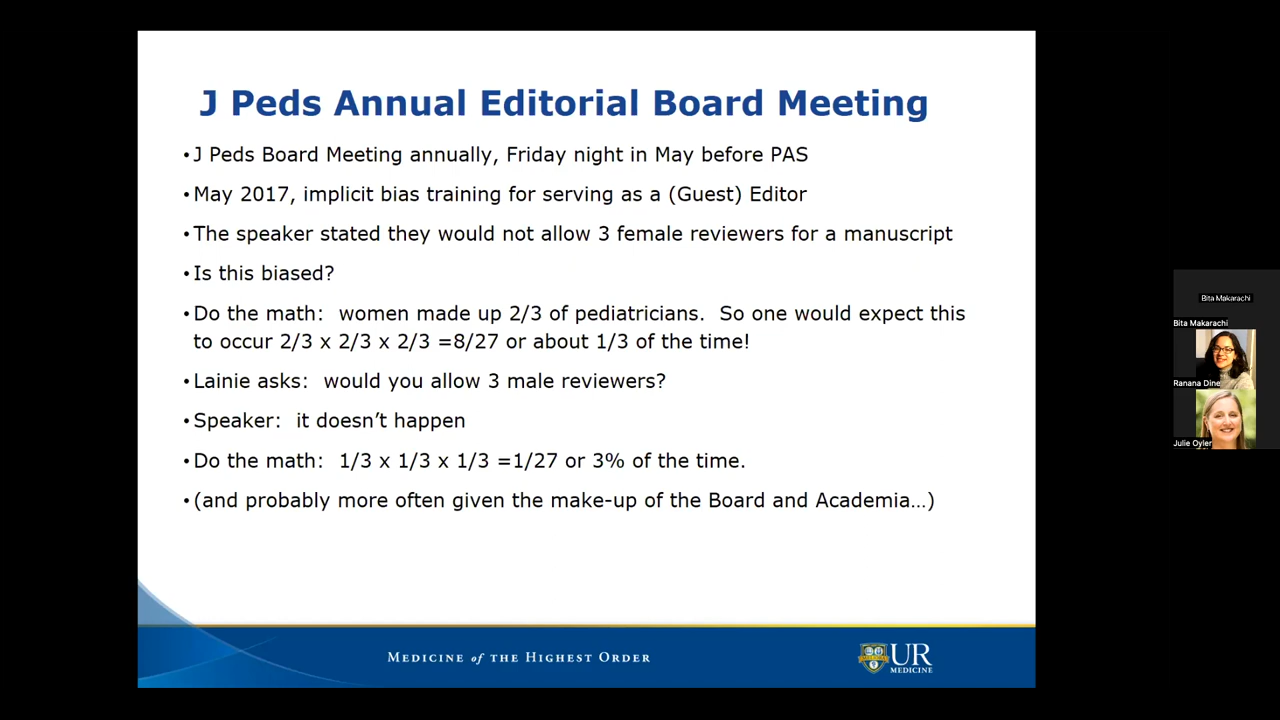 J Peds Annual Editorial Board Meeting
•J Peds Board Meeting annually, Friday night in May before PAS
•May 2017, implicit bias training for serving as a (Guest) Editor
•The speaker stated they would not allow 3 female reviewers for a manuscript
•Is this biased?
•Do the math:  women made up 2/3 of pediatricians.  So one would expect this
to occur 2/3 x 2/3 x 2/3 =8/27 or about 1/3 of the time!
•Lainie asks:  would you allow 3 male reviewers?
•Speaker:  it doesn’t happen
•Do the math:  1/3 x 1/3 x 1/3 =1/27 or 3% of the time.
•(and probably more often given the make-up of the Board and Academia…)
MEDICINE of THE HIGHEST ORDER
UR
MEDICINE
Bita Makarachi
Bita Makarachi
Ranana Dine
Julie Oyler